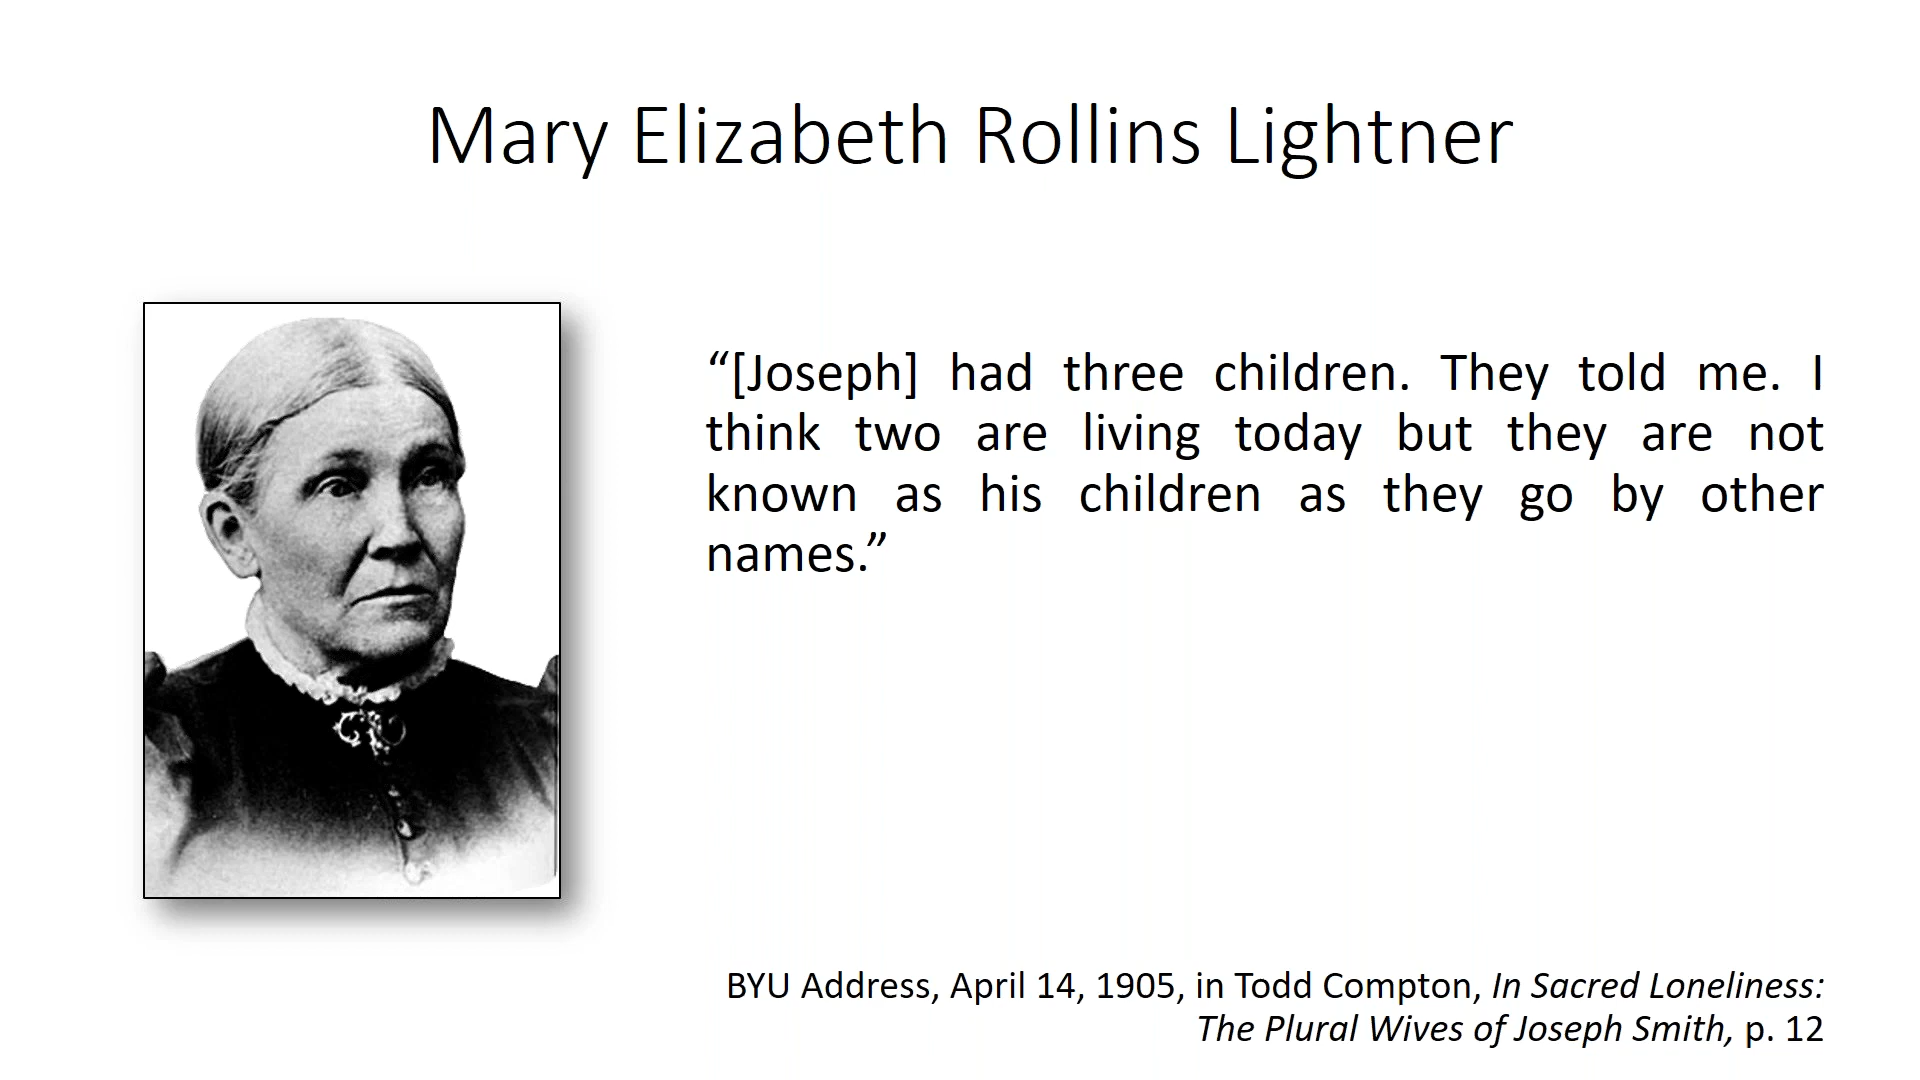 Mary Elizabeth Rollins Lightner
“[Joseph] had three children. They told me. I
think two are living today but they are not
known as his children as they go by other
names.”
BYU Address, April 14, 1905, in Todd Compton, In Sacred Loneliness:
The Plural Wives of Joseph Smith, p. 12